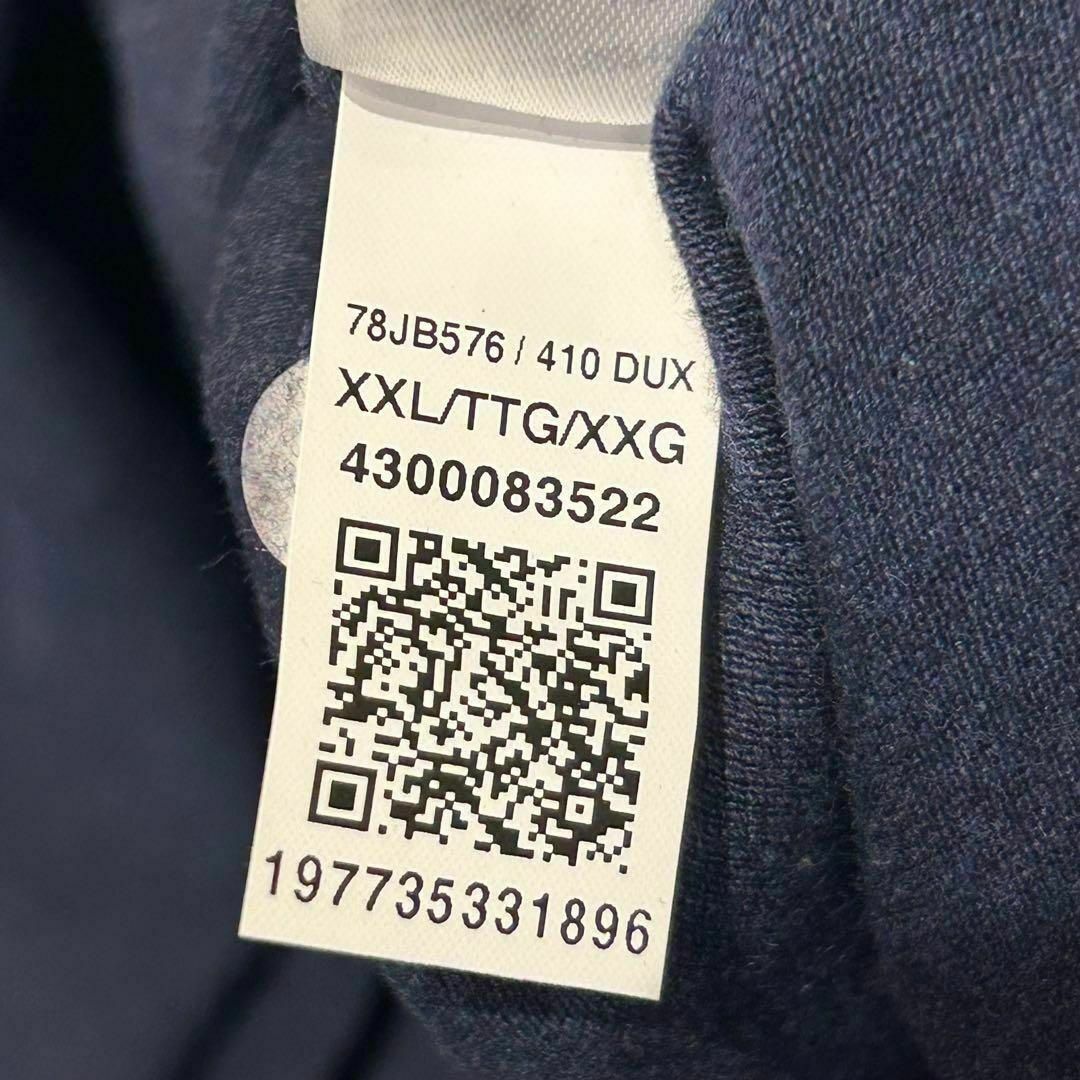 78JB576 / 410 DUX
XXL/TTG/XXG
4300083522
197735331896